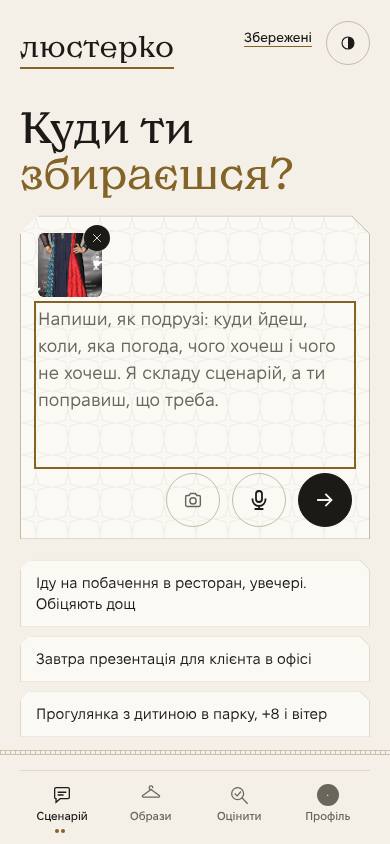 люстерко
Збережені
Куди ти
збираєшся?
Напиши, як подрузі: куди йдеш,
коли, яка погода, чого хочеш і чого
не хочеш. Я складу сценарій, а ти
поправиш, що треба.
Іду на побачення в ресторан, увечері.
Обіцяють дощ
Завтра презентація для клієнта в офісі
Прогулянка з дитиною в парку, +8 і вітер
Сценарій
Образи
Оцінити
Профіль